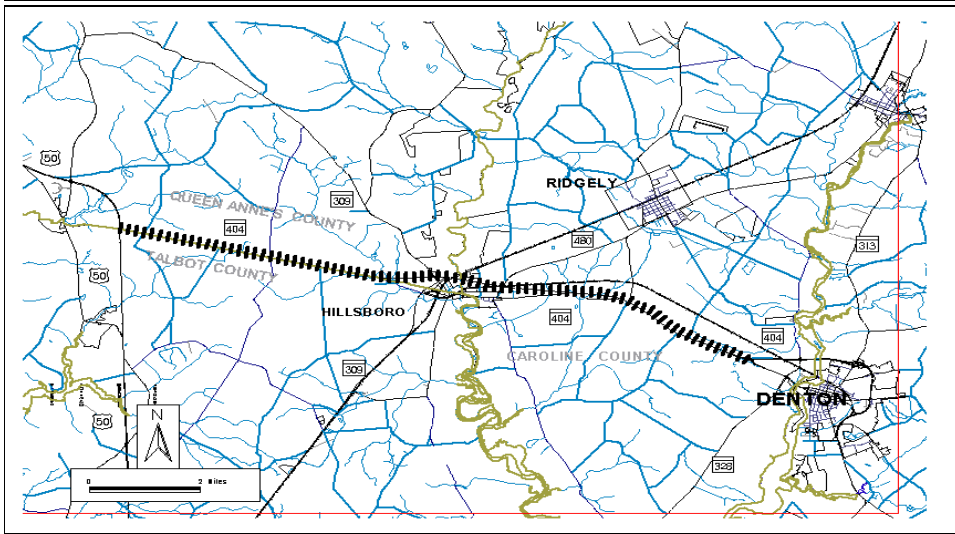 50
RIDGELY
QUEEN ANNE'S COUNTY
309
404
480
313
TALBOT COUNTY
50
HILLSBORO
404
404
CAROLINE COUNTY
309
DENTON
50
N
328
0 2 Miles